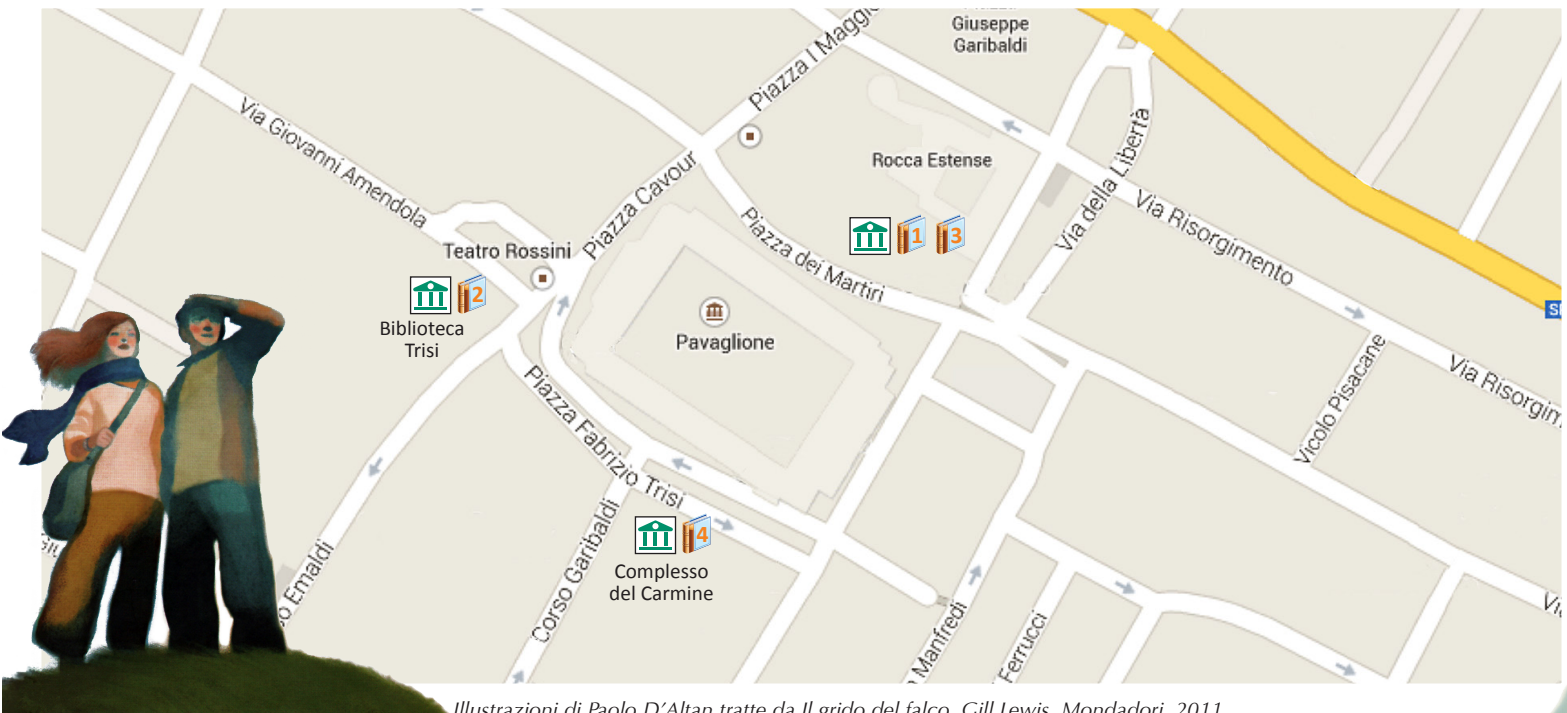 Giuseppe
Garibaldi
Piazza I Maggio
Via Giovanni Amendola
Piazza Cavour
Rocca Estense
Via della Libertà
Via Risorgimento
1
3
Teatro Rossini
Piazza dei Martiri
2
Biblioteca
Trisi
Pavaglione
Vicolo Pisacane
Via Risorgim
Piazza Fabrizio Trisi
4
Complesso
del Carmine
Corso Garibaldi
o Emaldi
Manfredi
Ferrucci
Illustrazioni di Paolo D'Altan tratte da Il grido del falco, Gill Lewis, Mondadori, 2011